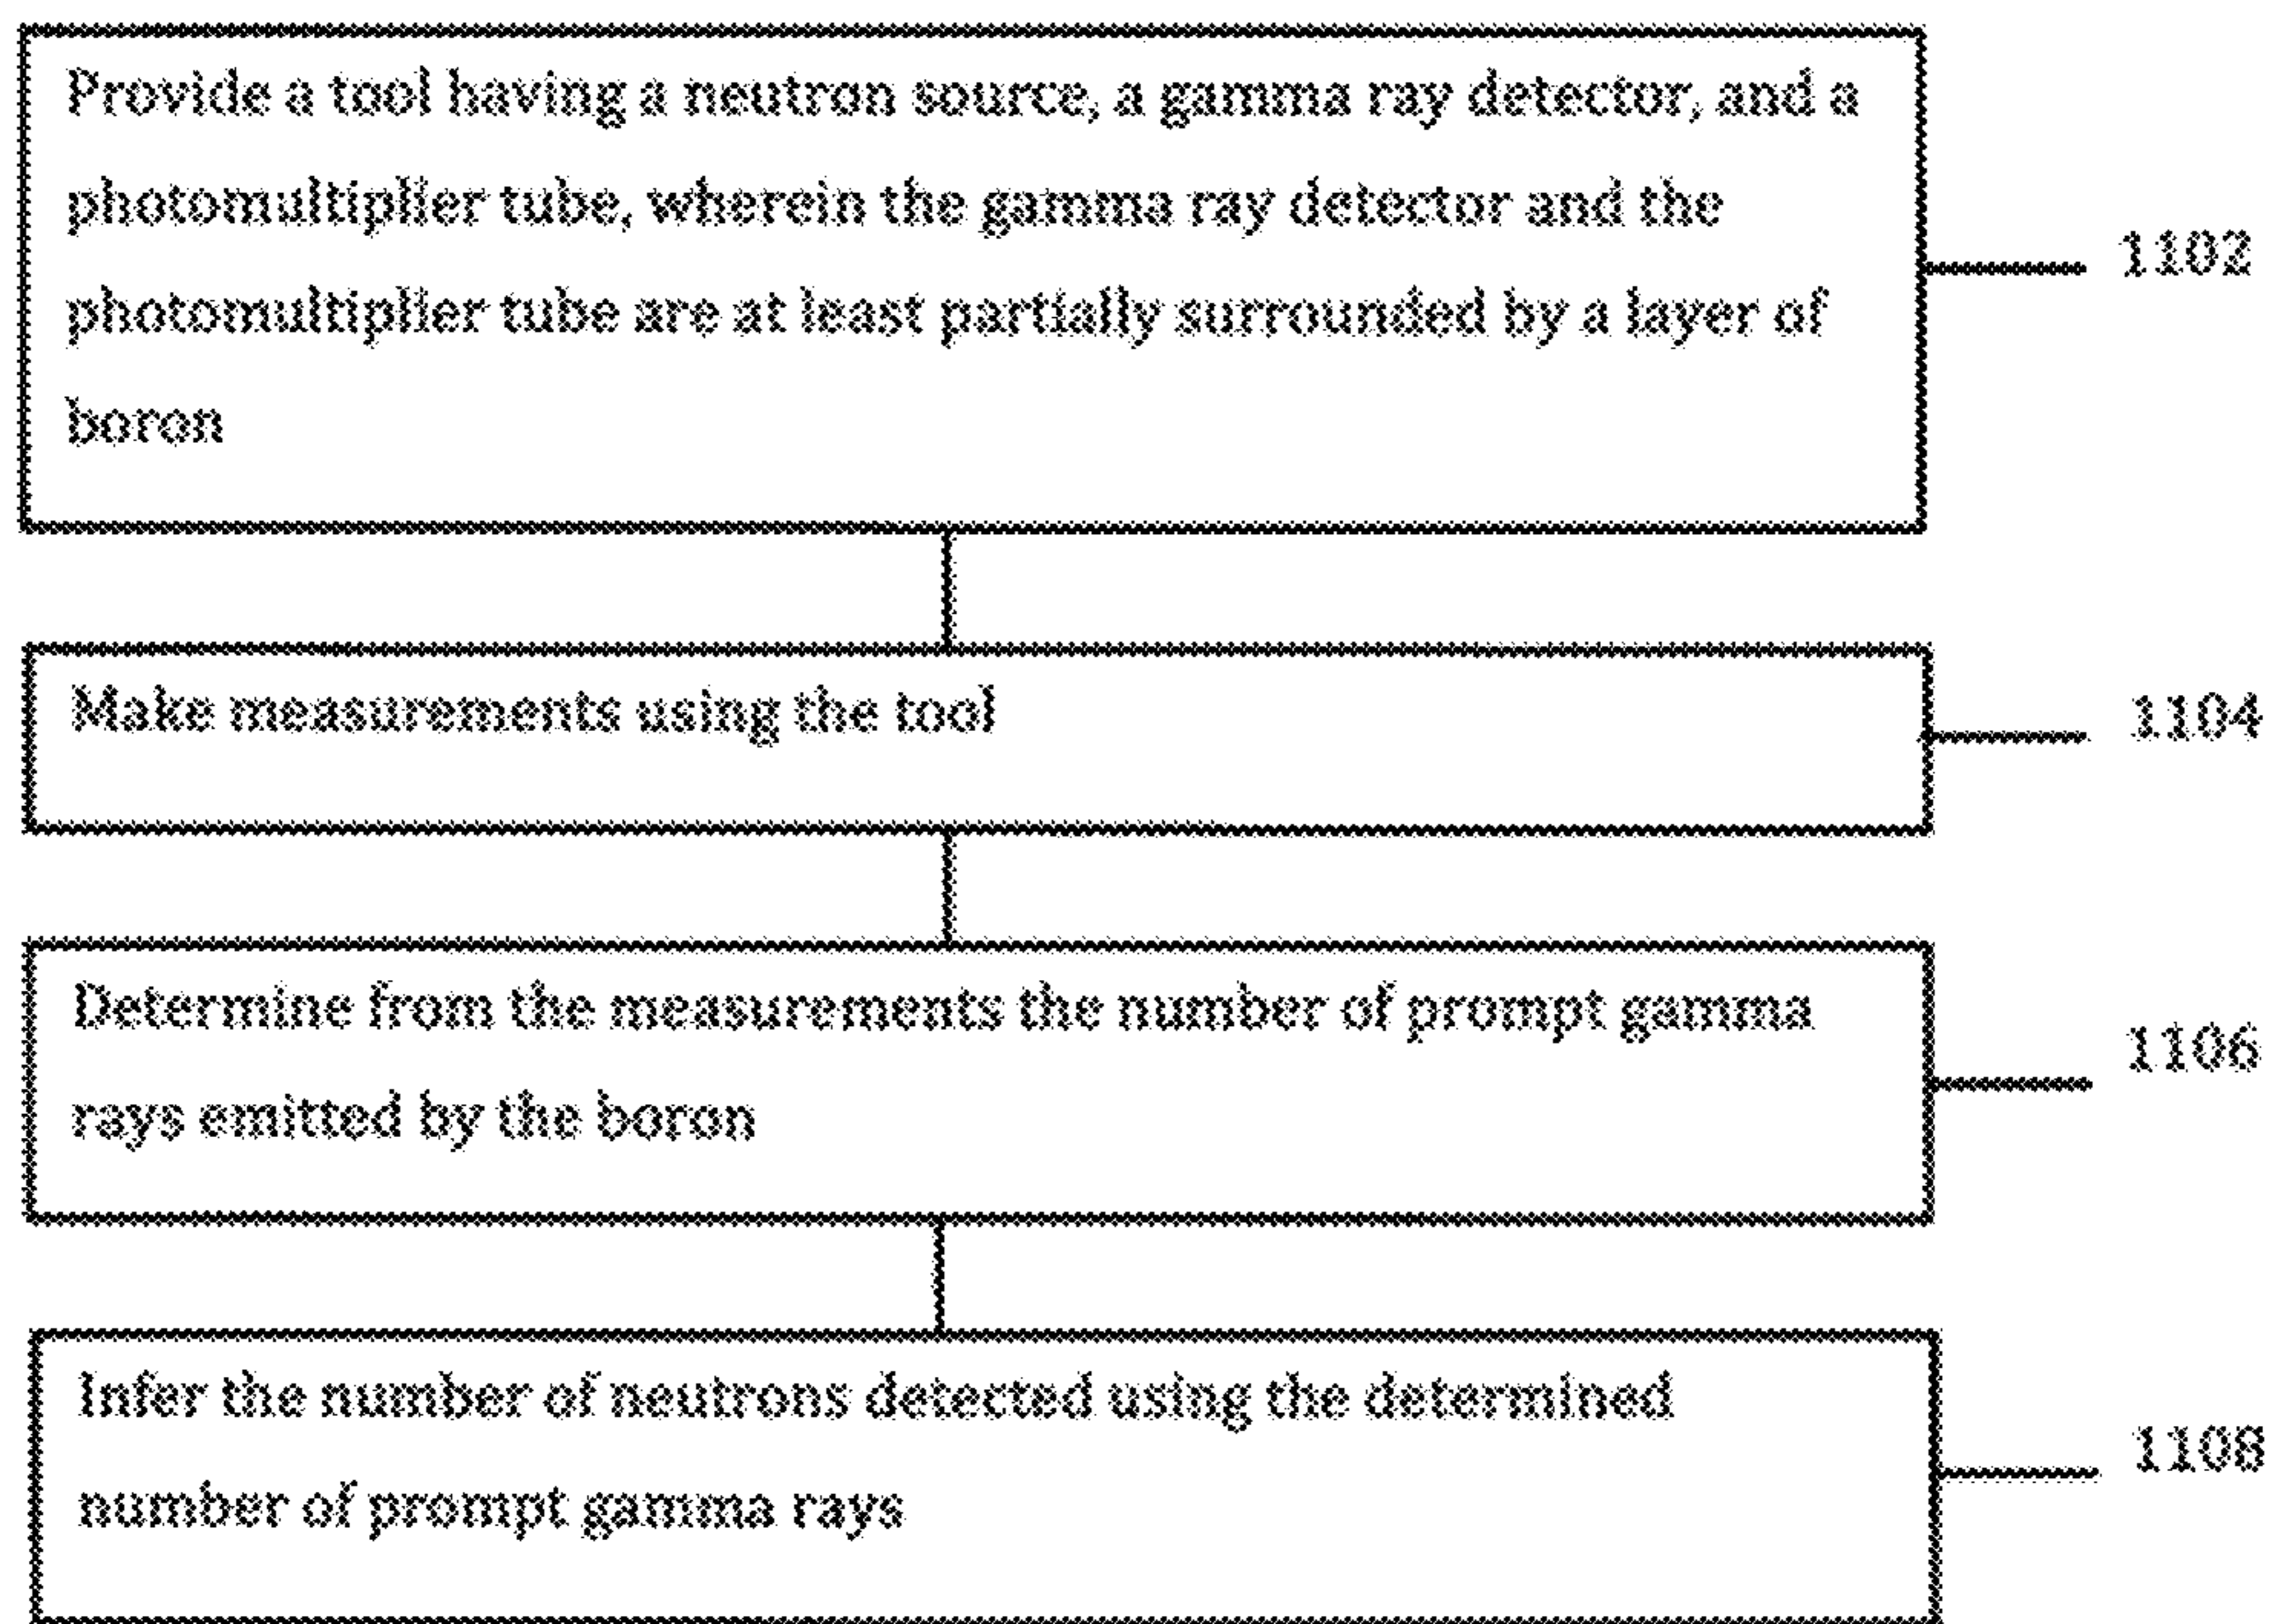 Provide a tool having a neutron source, a gamma ray detector, and a
photomultiplier tube, wherein the gamma ray detector and the
photomultiplier tube are at least partially surrounded by a layer of
boron
1102
Make measurements using the tool
1104
Determine from the measurements the number of prompt gamma
rays emitted by the boron
1106
Infer the number of neutrons detected using the determined
number of prompt gamma rays
1108